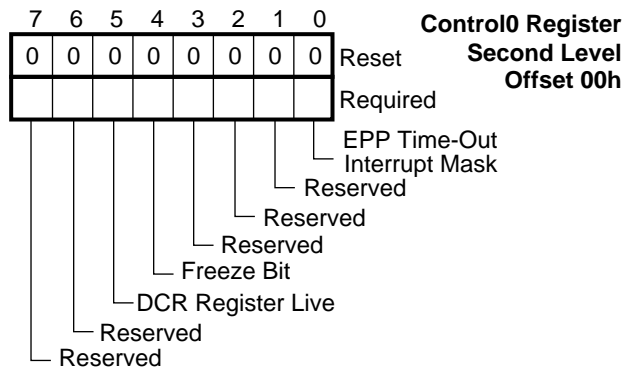 7 6 5 4 3 2 1 0
Control0 Register
Second Level
Offset 00h
0 0 0 0 0 0 0 0 Reset
Required
EPP Time-Out
Interrupt Mask
Reserved
Reserved
Reserved
Freeze Bit
DCR Register Live
Reserved
Reserved